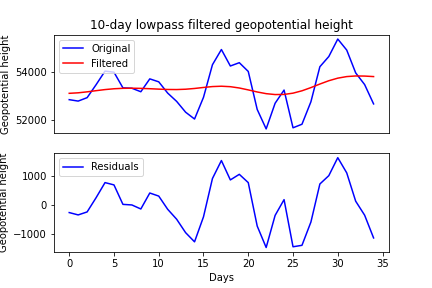 10-day lowpass filtered geopotential height
Geopotential height
54000
52000
Original
Filtered
Geopotential height
1000
0
−1000
Residuals
0 5 10 15 20 25 30 35
Days